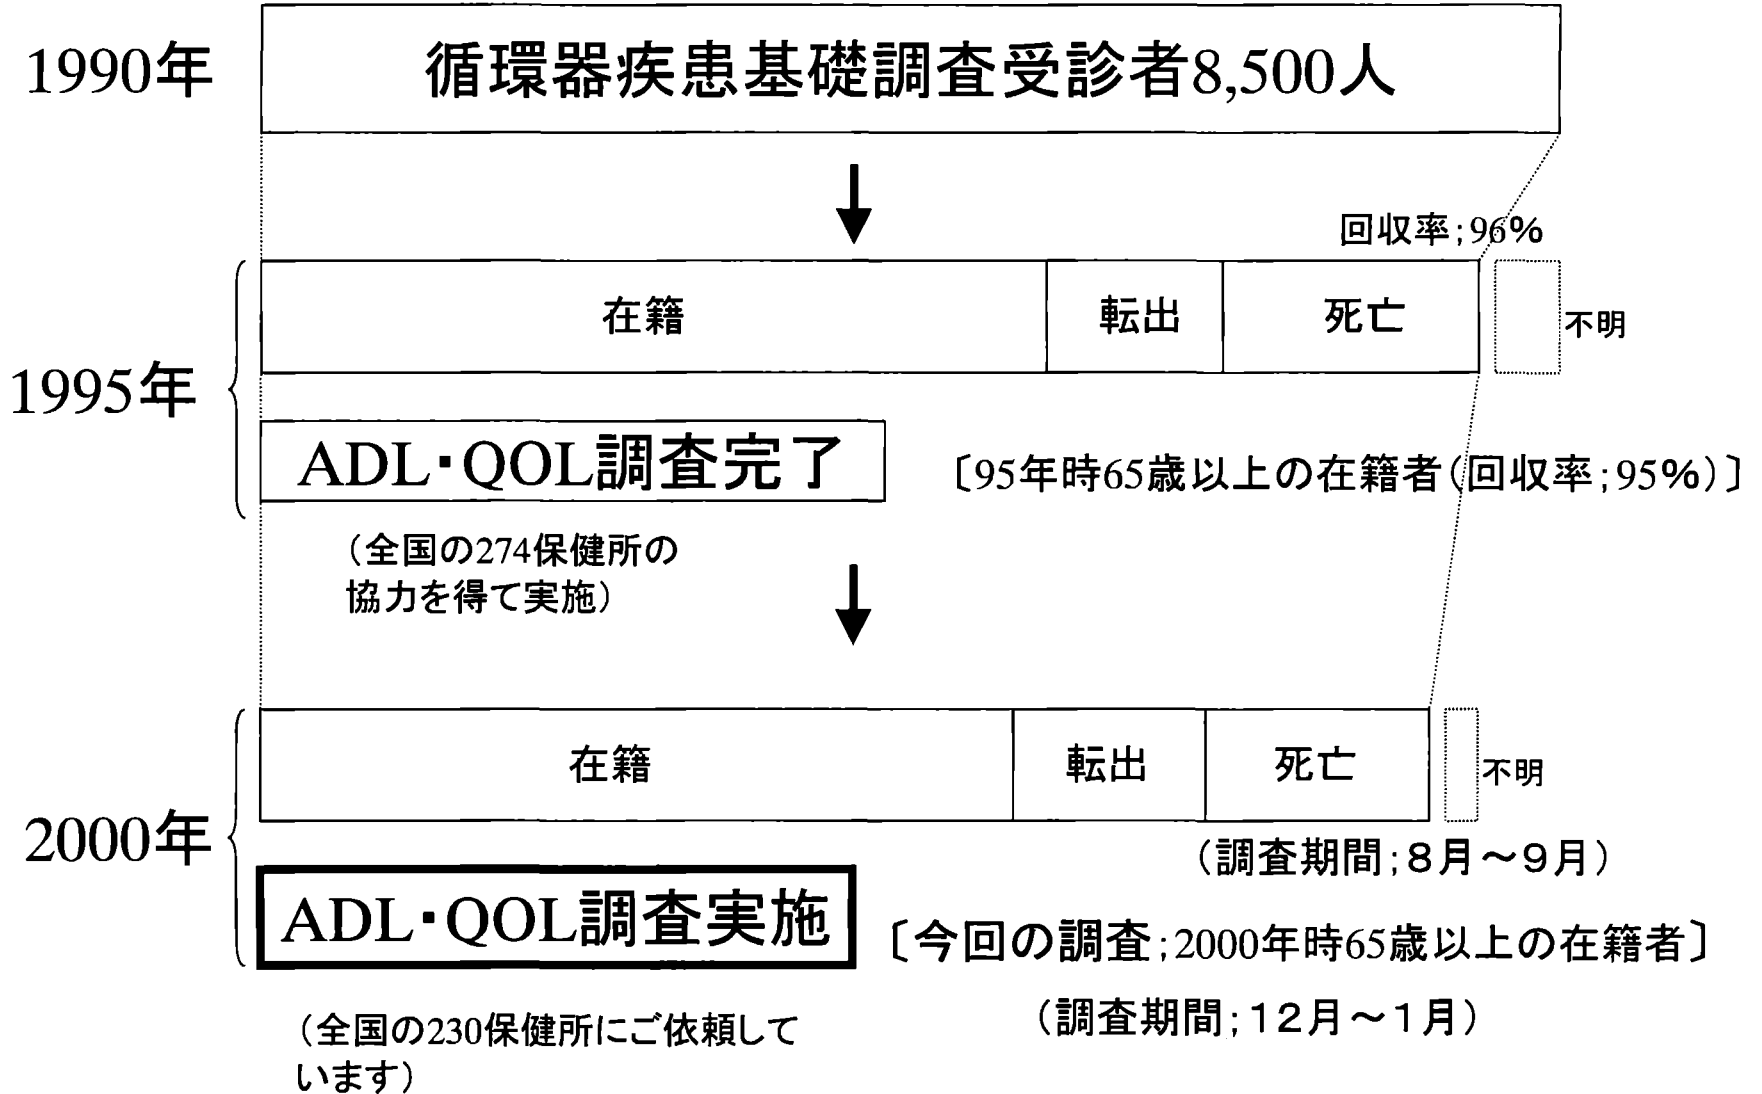 1990年
循環器疾患基礎調査受診者8,500人
回収率;96%
1995年
在籍
転出
死亡
不明
ADL・QOL調査完了
〔95年時65歳以上の在籍者(回収率;95%)〕
(全国の274保健所の
協力を得て実施)
2000年
在籍
転出
死亡
不明
(調査期間;8月～9月)
ADL・QOL調査実施
〔今回の調査;2000年時65歳以上の在籍者〕
(調査期間;12月～1月)
(全国の230保健所にご依頼して
います)